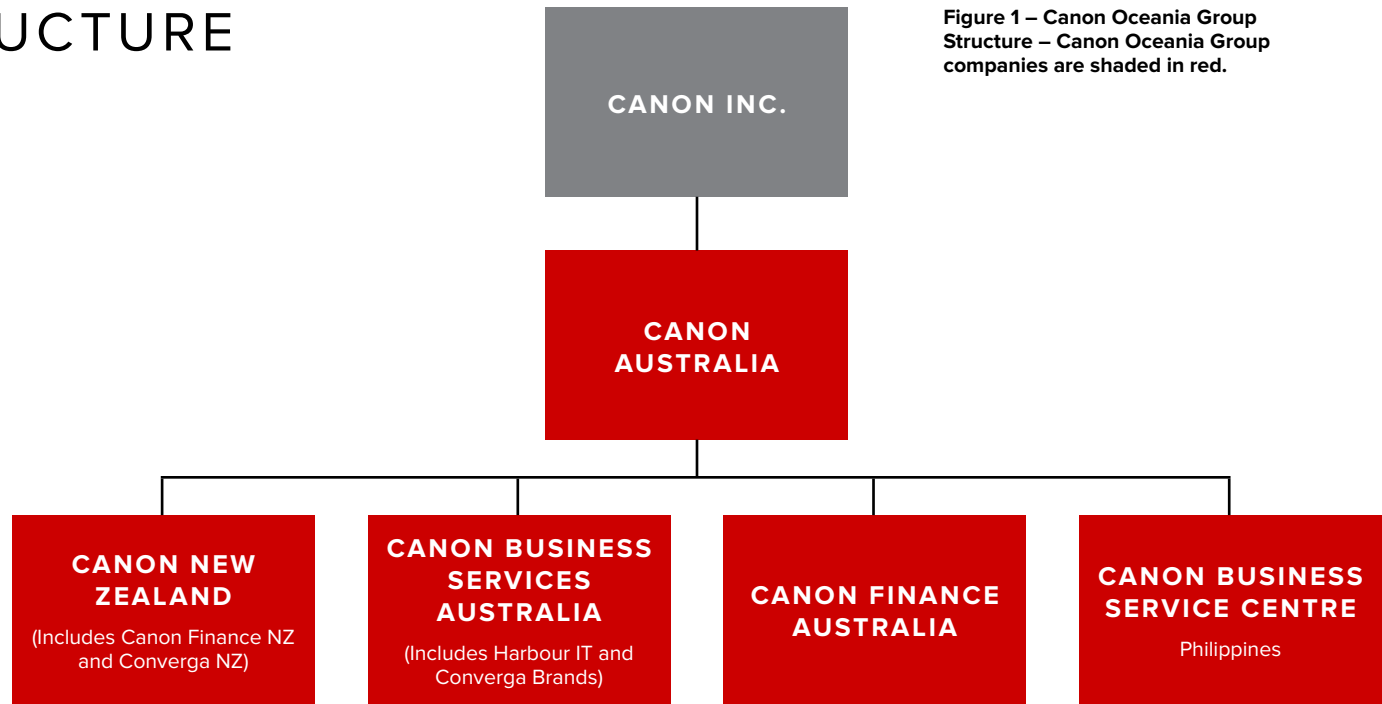 UCTURE
Figure 1 – Canon Oceania Group
Structure – Canon Oceania Group
companies are shaded in red.
CANON INC.
CANON
AUSTRALIA
CANON NEW
ZEALAND
(Includes Canon Finance NZ
and Converga NZ)
CANON BUSINESS
SERVICES
AUSTRALIA
(Includes Harbour IT and
Converga Brands)
CANON FINANCE
AUSTRALIA
CANON BUSINESS
SERVICE CENTRE
Philippines